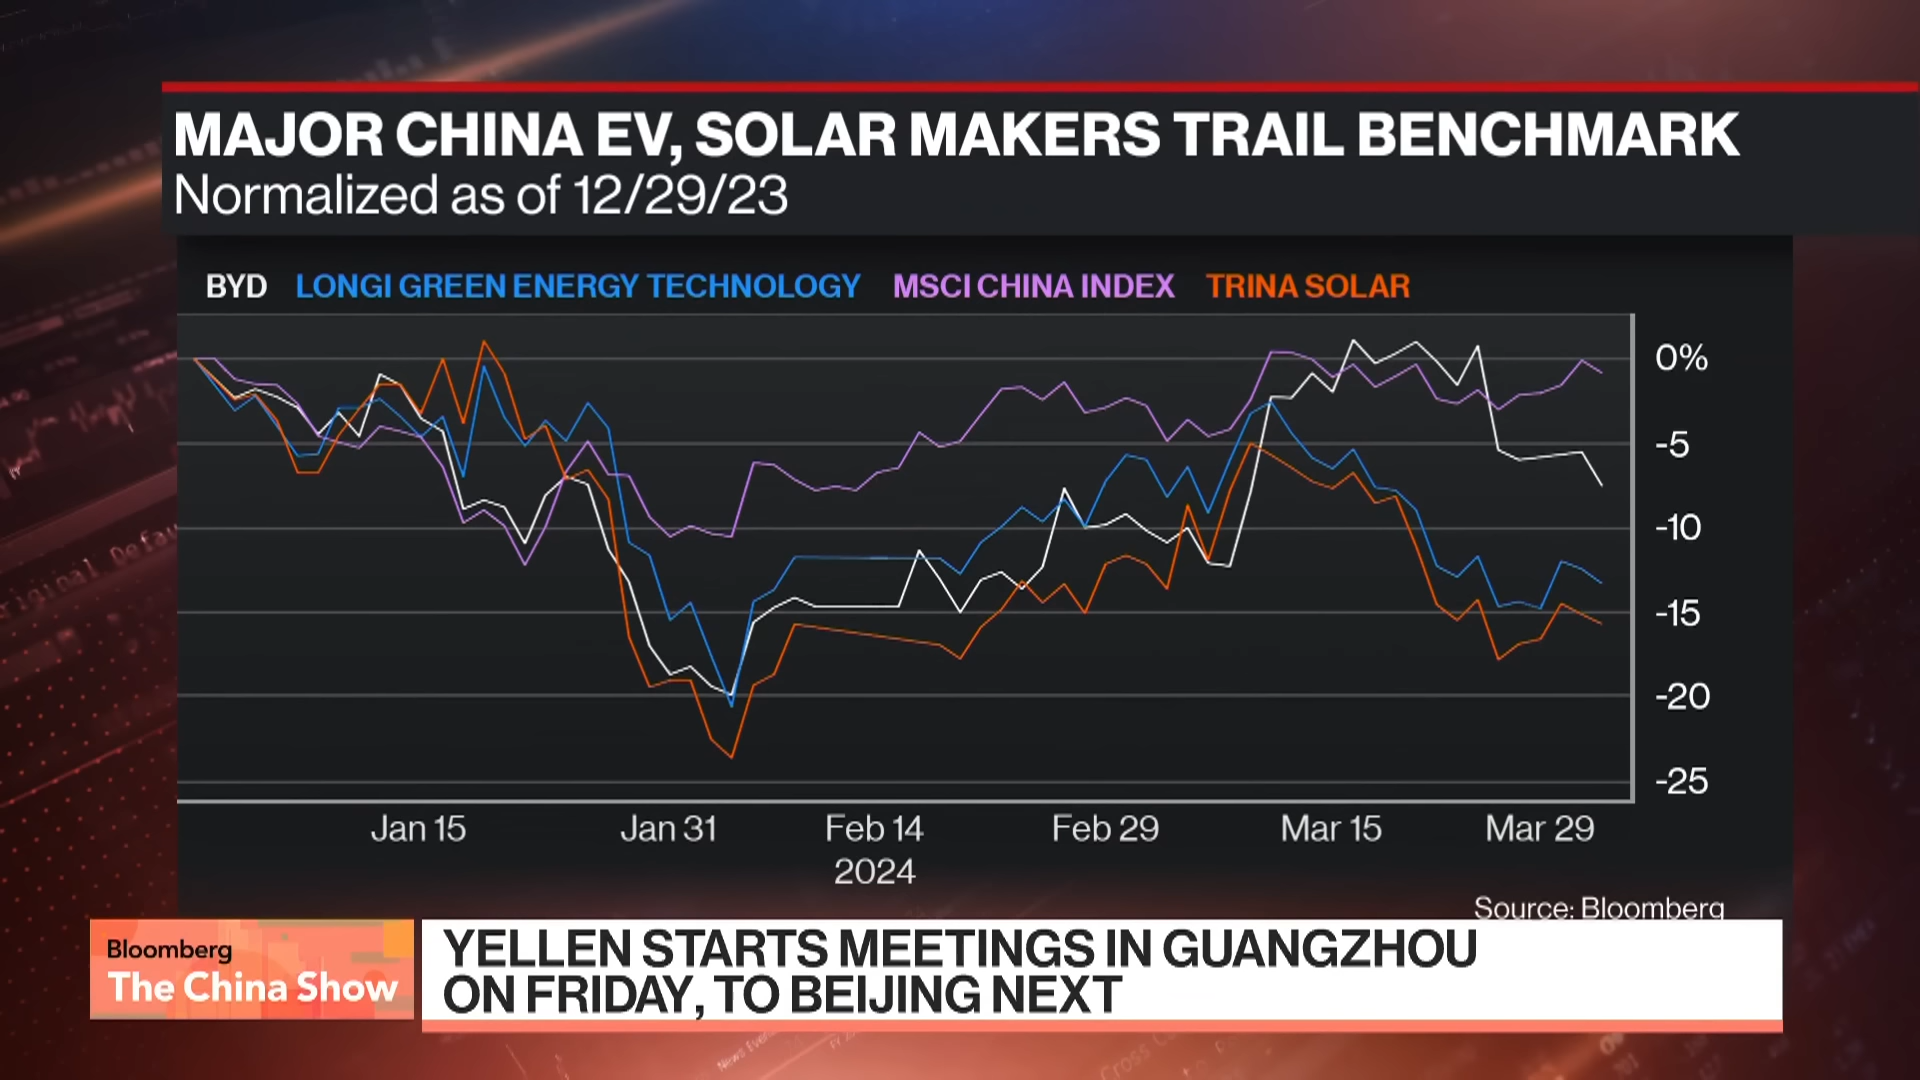 MAJOR CHINA EV, SOLAR MAKERS TRAIL BENCHMARK
Normalized as of 12/29/23
BYD LONGI GREEN ENERGY TECHNOLOGY MSCI CHINA INDEX TRINA SOLAR
0%
-5
-10
-15
-20
-25
Jan 15 Jan 31 Feb 14 Feb 29 Mar 15 Mar 29
2024
Source: Bloomberg
Bloomberg
The China Show
YELLEN STARTS MEETINGS IN GUANGZHOU
ON FRIDAY, TO BEIJING NEXT